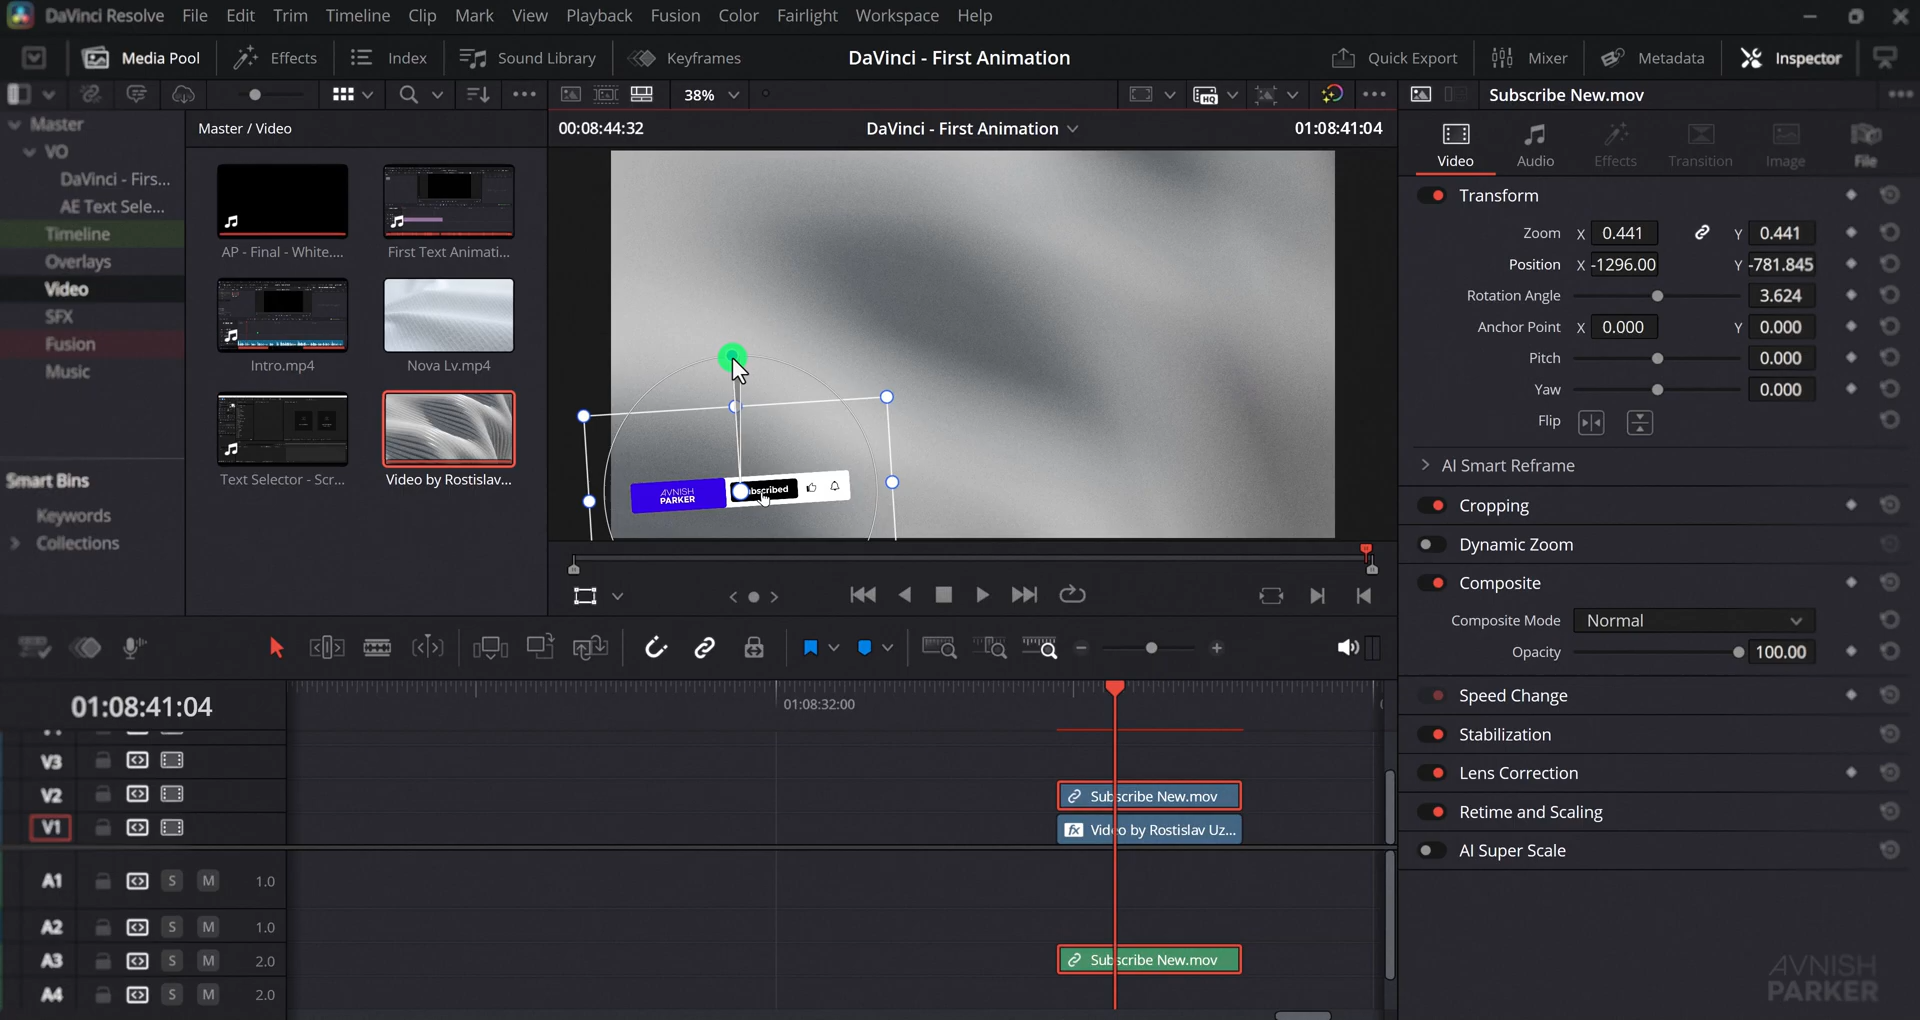 DaVinci Resolve File Edit Trim Timeline Clip Mark View Playback Fusion Color Fairlight Workspace Help
Media Pool Effects Index Sound Library Keyframes DaVinci - First Animation Quick Export Mixer Metadata Inspector
38% HQ Subscribe New.mov
Master
VO
DaVinci - Firs...
AE Text Sele...
Timeline
Overlays
Video
SFX
Fusion
Music
Smart Bins
Keywords
Collections
Master / Video
AP - Final - White....
First Text Animati...
Intro.mp4
Nova Lv.mp4
Text Selector - Scr...
Video by Rostislav...
00:08:44:32 DaVinci - First Animation 01:08:41:04
AVNISH
PARKER
Video Audio Effects Transition Image File
Transform
Zoom X 0.441 Y 0.441
Position X -1296.00 Y -781.845
Rotation Angle 3.624
Anchor Point X 0.000 Y 0.000
Pitch 0.000
Yaw 0.000
Flip
AI Smart Reframe
Cropping
Dynamic Zoom
Composite
Composite Mode Normal
Opacity 100.00
Speed Change
Stabilization
Lens Correction
Retime and Scaling
AI Super Scale
01:08:41:04
01:08:32:00
V3
V2
Subscribe New.mov
V1
fx Video by Rostislav Uz...
A1 S M 1.0
A2 S M 1.0
A3 S M 2.0
Subscribe New.mov
A4 S M 2.0
AVNISH
PARKER